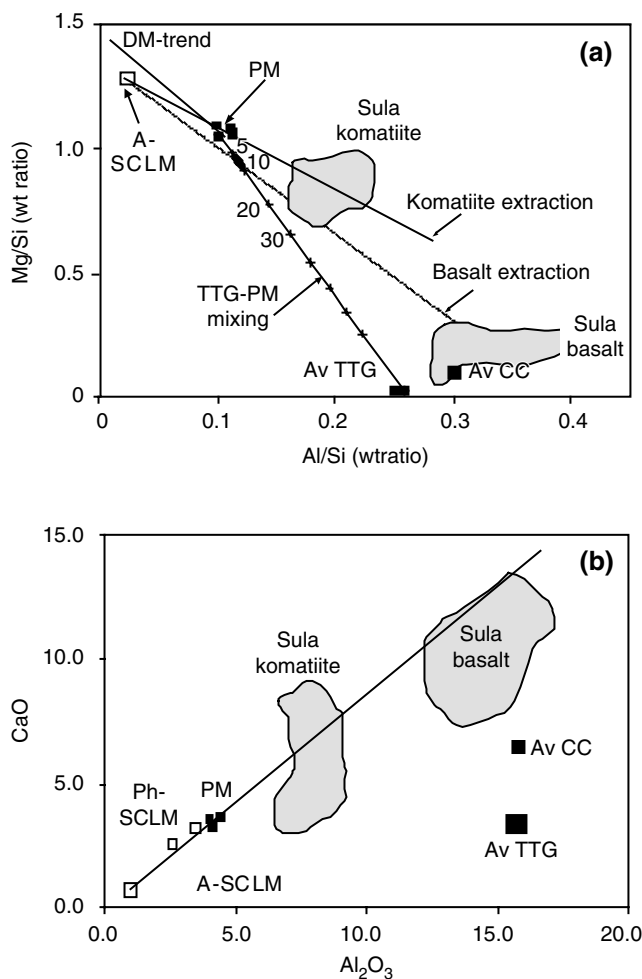 1.5
(a)
DM-trend
PM
A-
SCLM
Sula
komatiite
1.0
5
10
20
30
Komatiite extraction
Mg/Si (wt ratio)
0.5
Basalt extraction
TTG-PM
mixing
Sula
basalt
Av TTG
Av CC
0
0
0.1
0.2
0.3
0.4
Al/Si (wtratio)
15.0
(b)
Sula
komatiite
Sula
basalt
10.0
CaO
Av CC
Ph-
SCLM
PM
5.0
Av TTG
A-SCLM
0.0
0.0
5.0
10.0
15.0
20.0
Al₂O₃